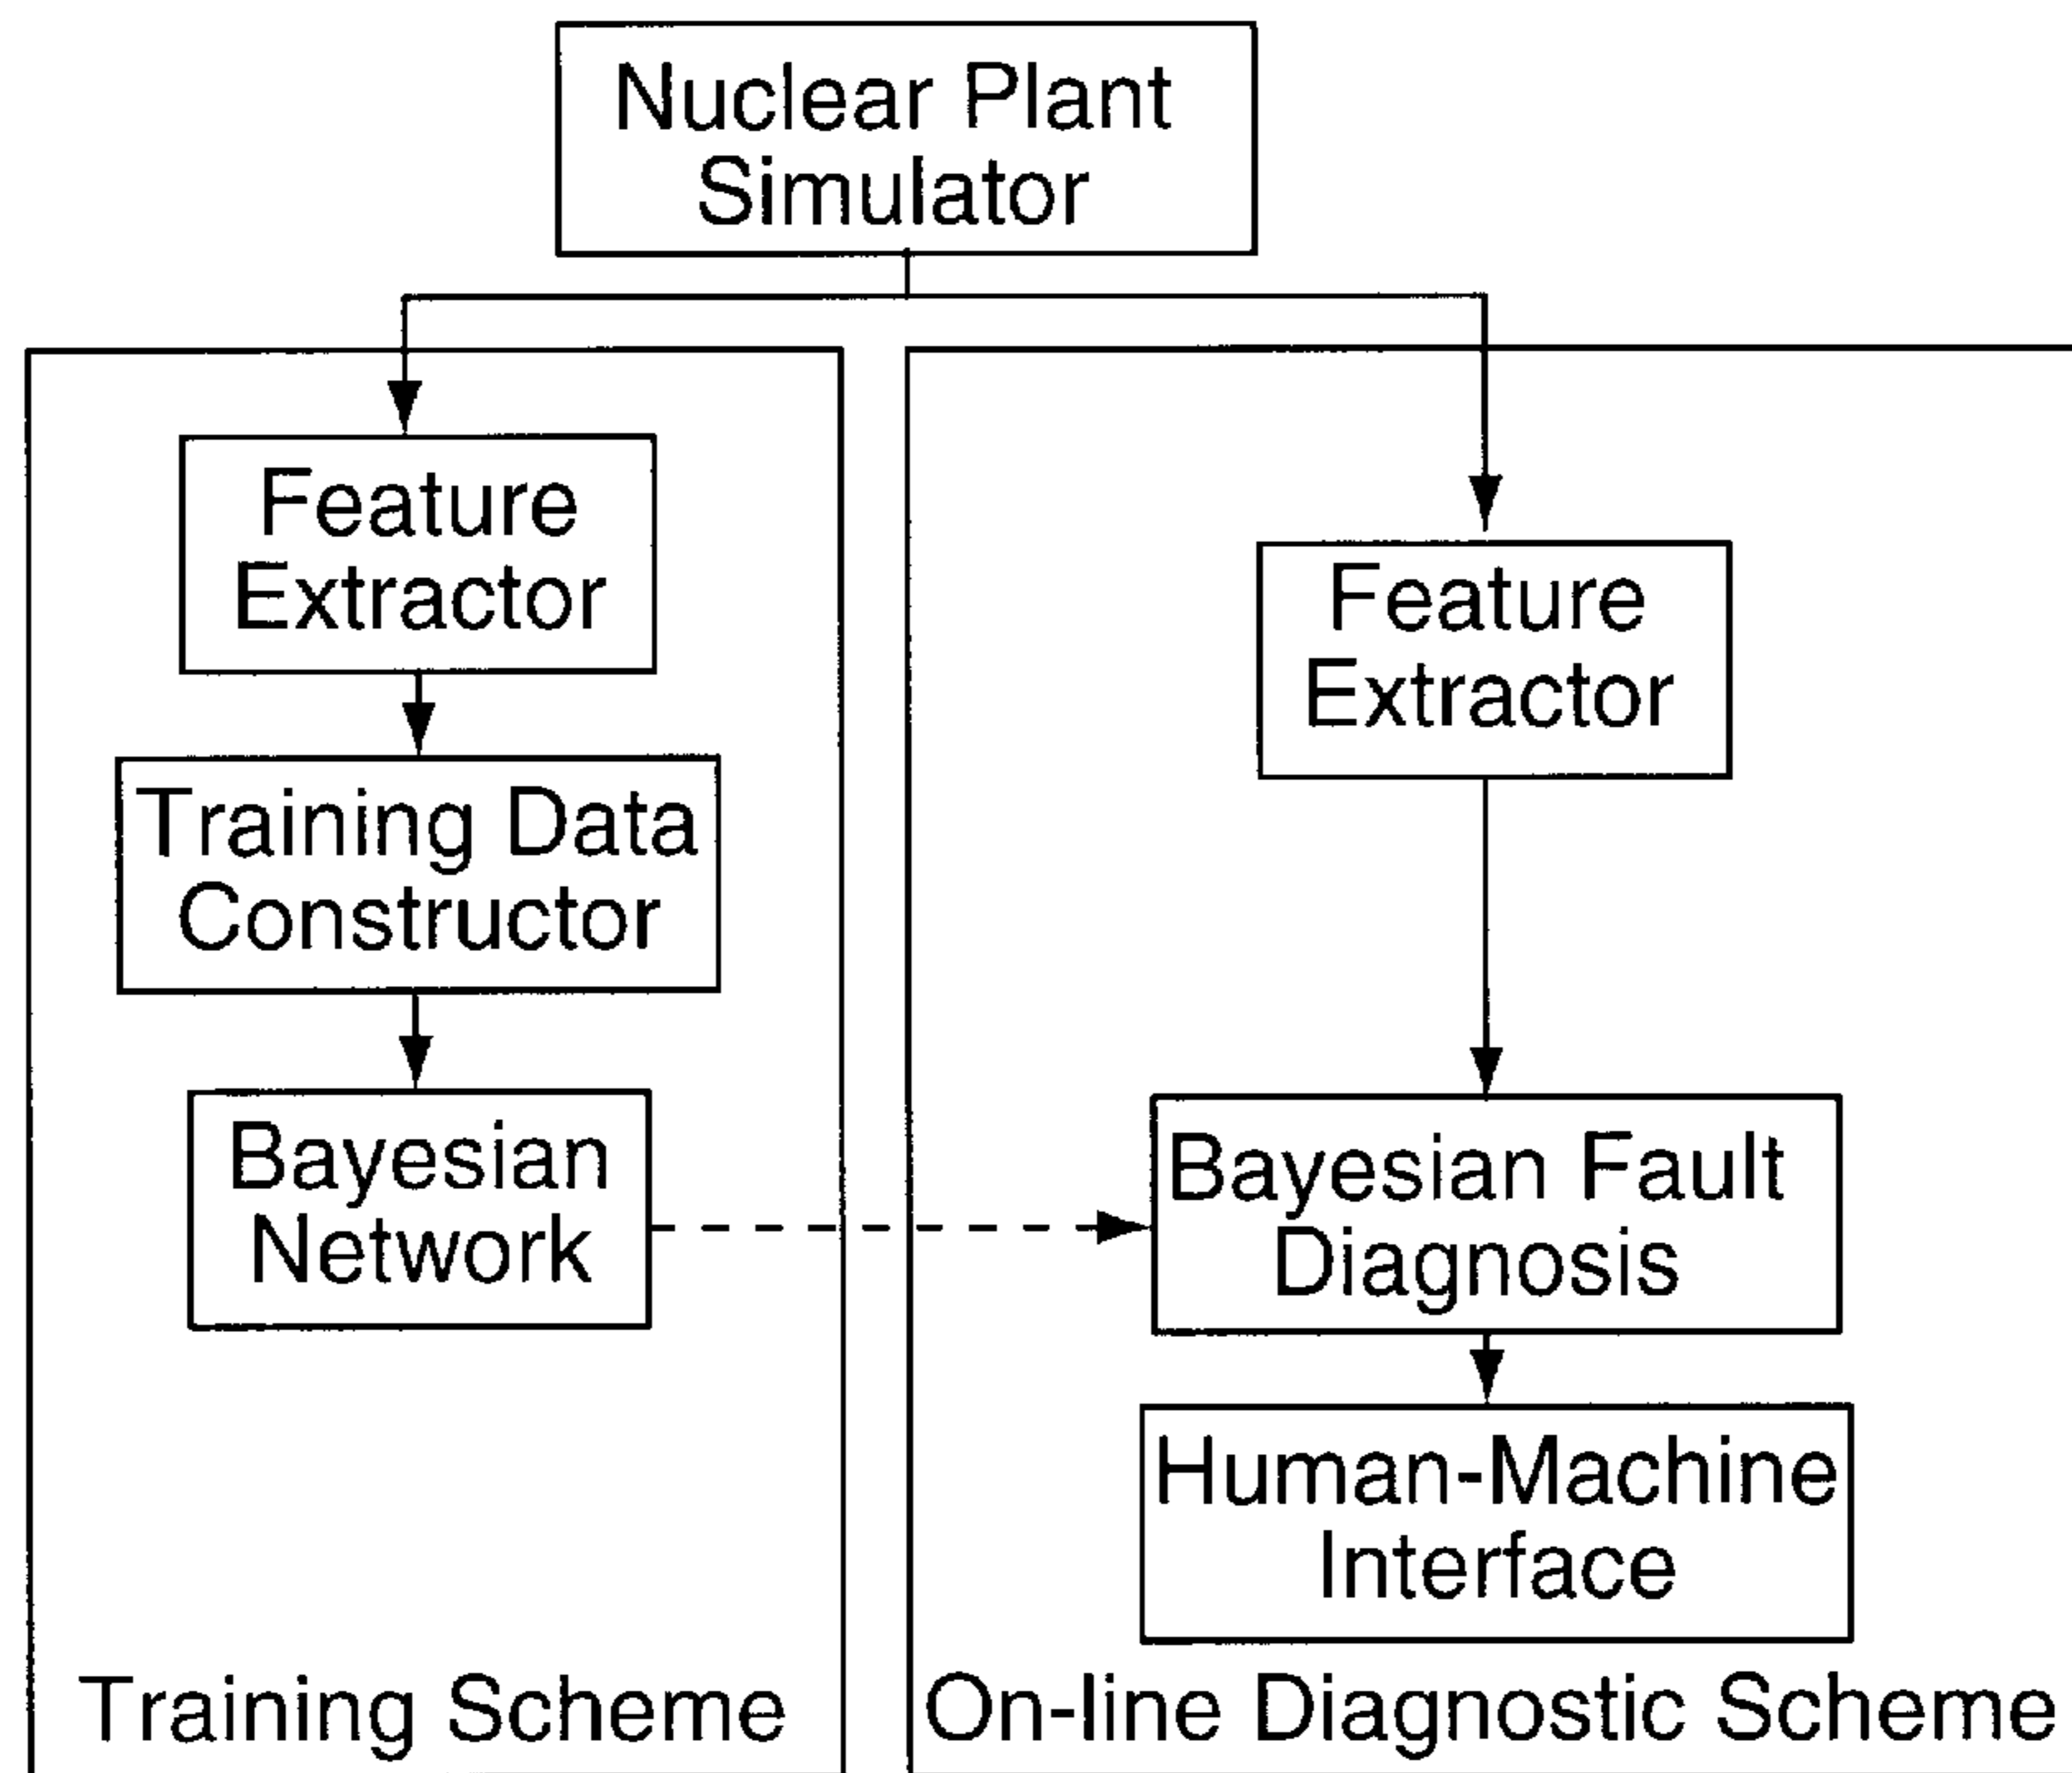 Nuclear Plant
Simulator
Feature
Extractor
Training Data
Constructor
Bayesian
Network
Training Scheme
Feature
Extractor
Bayesian Fault
Diagnosis
Human-Machine
Interface
On-line Diagnostic Scheme